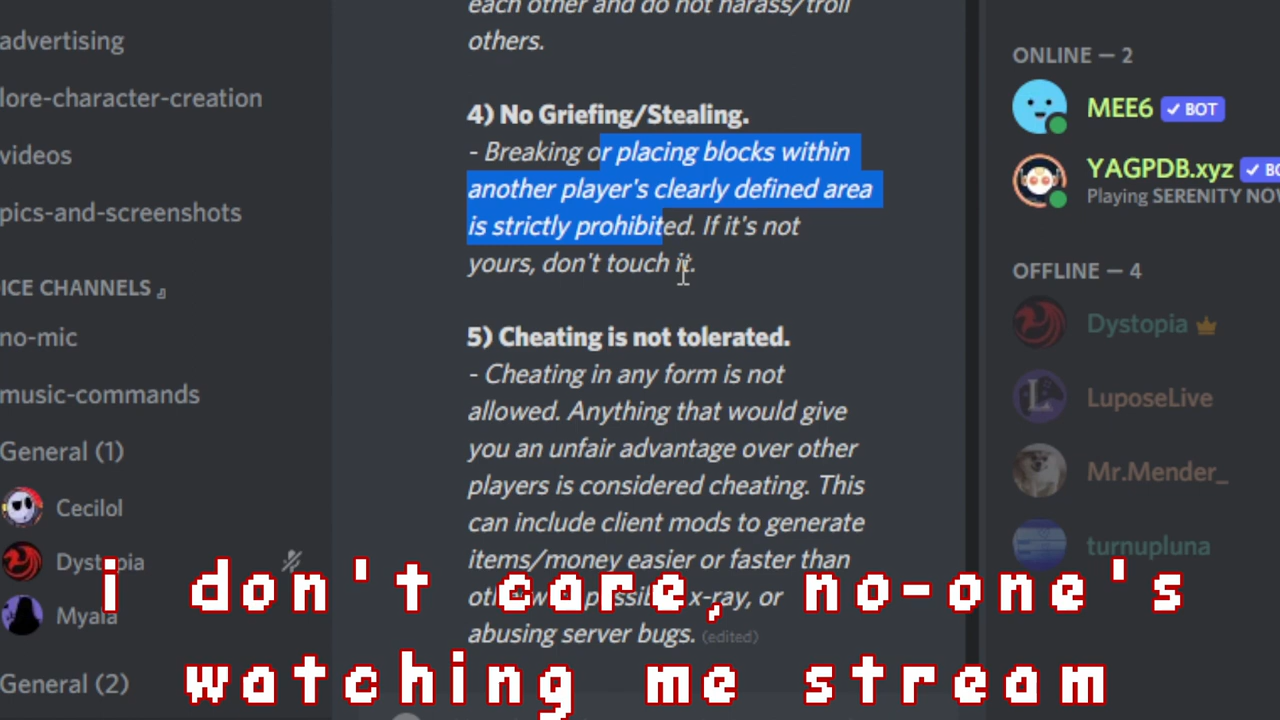 each other and do not harass/troll
others.
4) No Griefing/Stealing.
- Breaking or placing blocks within
another player's clearly defined area
is strictly prohibited. If it's not
yours, don't touch it.
5) Cheating is not tolerated.
- Cheating in any form is not
allowed. Anything that would give
you an unfair advantage over other
players is considered cheating. This
can include client mods to generate
items/money easier or faster than
possible x-ray, or
abusing server bugs. (edited)
advertising
lore-character-creation
videos
pics-and-screenshots
ICE CHANNELS
no-mic
music-commands
General (1)
Cecilol
Dystopia
Myala
General (2)
ONLINE — 2
MEE6 ✓ BOT
YAGPDB.xyz ✓ BO
Playing SERENITY NOW
OFFLINE — 4
Dystopia
LuposeLive
Mr.Mender_
turnupluna
i don't care, no-one's
watching me stream